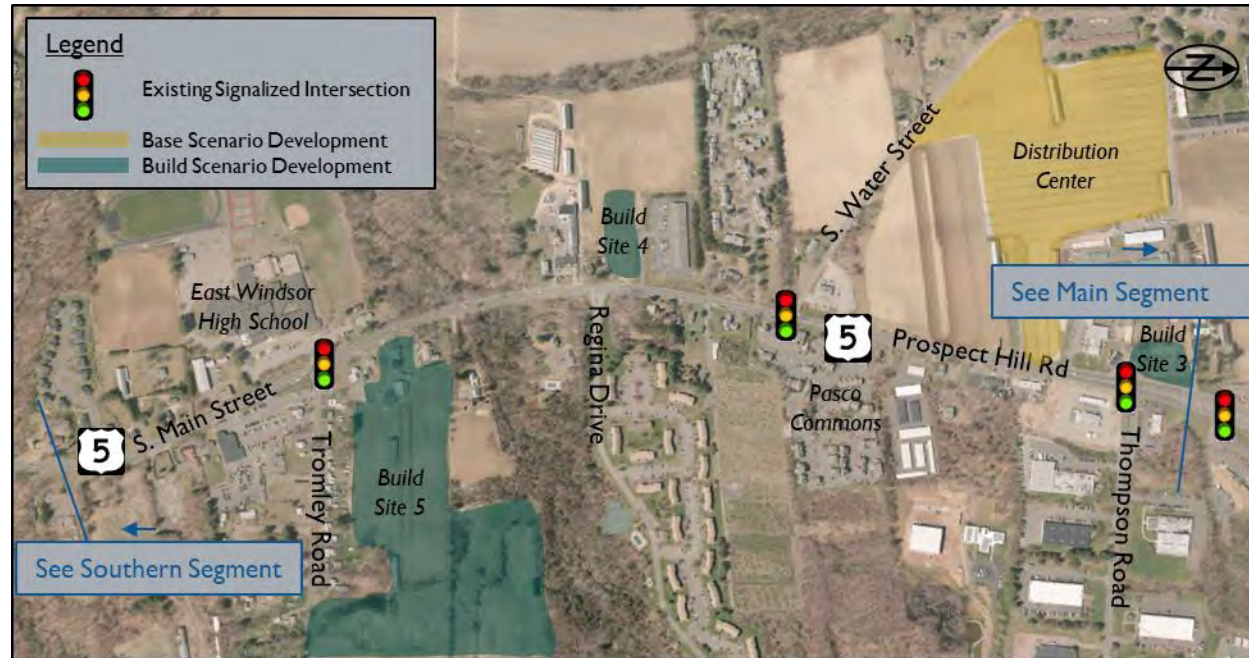 Legend
Existing Signalized Intersection
Base Scenario Development
Build Scenario Development
Distribution
Center
S. Water Street
Build
Site 4
See Main Segment
East Windsor
High School
5
Prospect Hill Rd
Build
Site 3
Regina Drive
Pasco
Commons
5
S. Main Street
Tromley Road
Build
Site 5
Thompson Road
See Southern Segment
Z